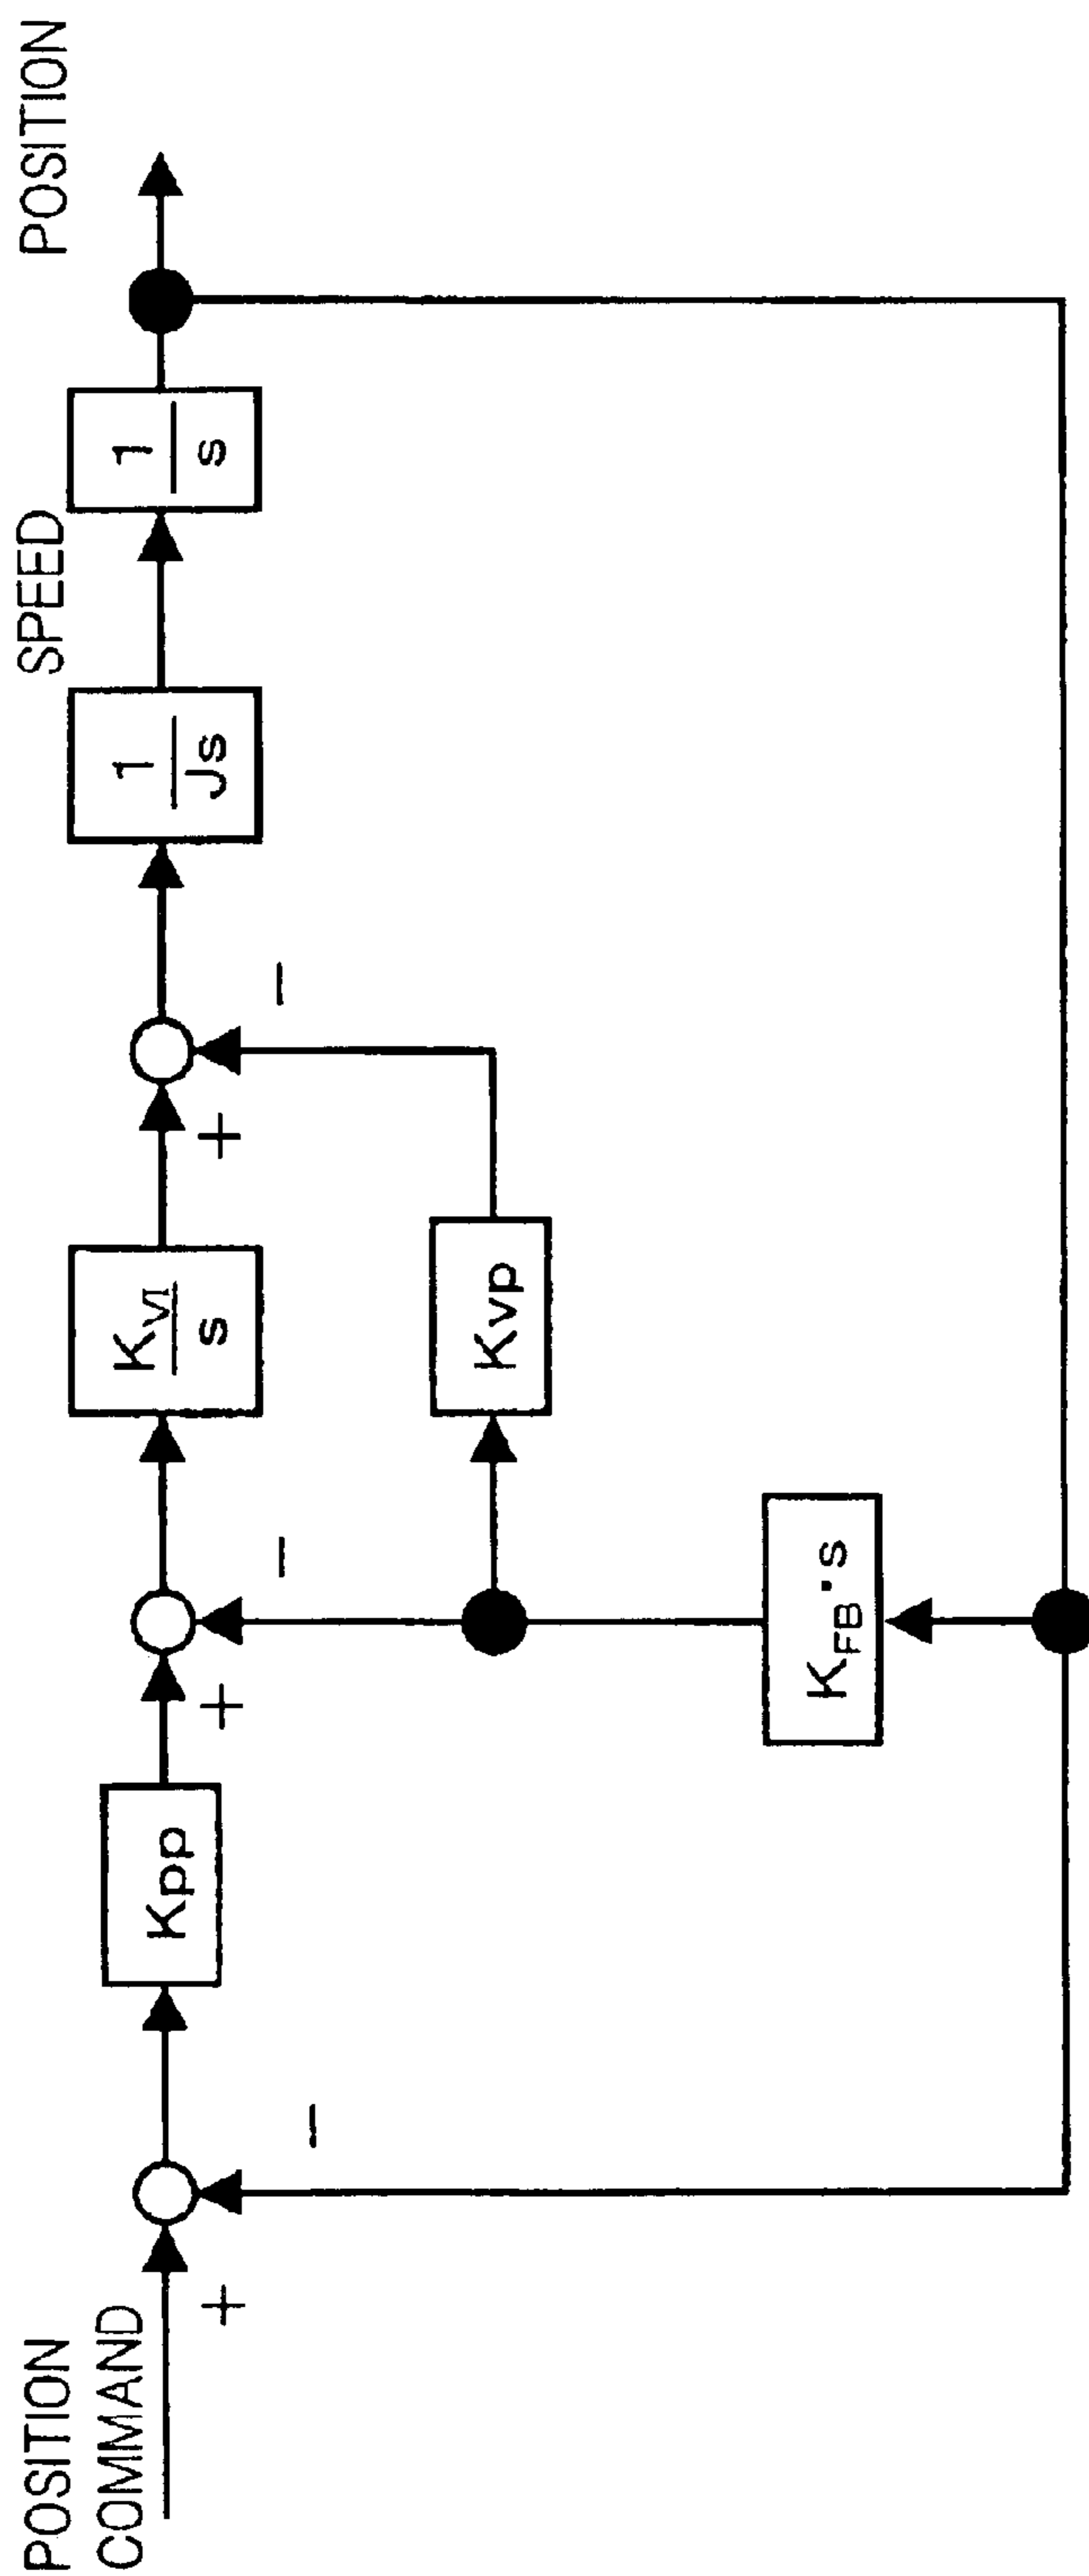 POSITION
COMMAND
+
−
Kpp
+
−
K_VI
s
Kvp
+
−
1
Js
SPEED
1
s
POSITION
K_FB·s